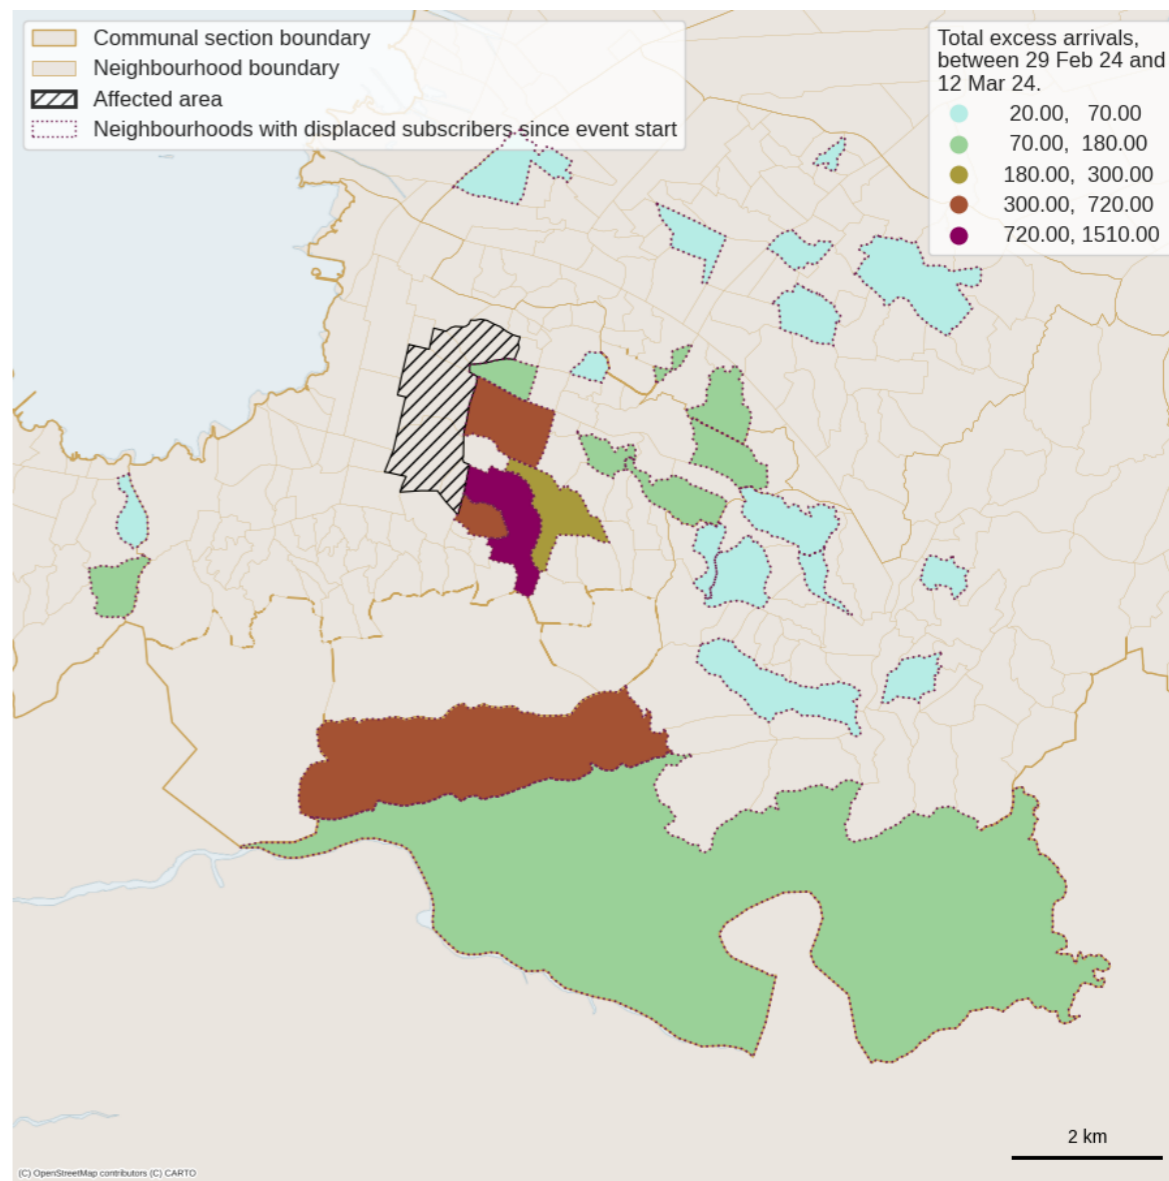 Communal section boundary
Neighbourhood boundary
Affected area
Neighbourhoods with displaced subscribers since event start
Total excess arrivals,
between 29 Feb 24 and
12 Mar 24.
20.00, 70.00
70.00, 180.00
180.00, 300.00
300.00, 720.00
720.00, 1510.00
2 km
(C) OpenStreetMap contributors (C) CARTO